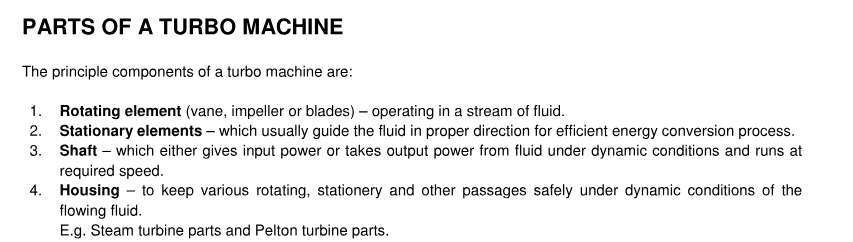 PARTS OF A TURBO MACHINE
The principle components of a turbo machine are:
1. Rotating element (vane, impeller or blades) – operating in a stream of fluid.
2. Stationary elements – which usually guide the fluid in proper direction for efficient energy conversion process.
3. Shaft – which either gives input power or takes output power from fluid under dynamic conditions and runs at
required speed.
4. Housing – to keep various rotating, stationery and other passages safely under dynamic conditions of the
flowing fluid.
E.g. Steam turbine parts and Pelton turbine parts.